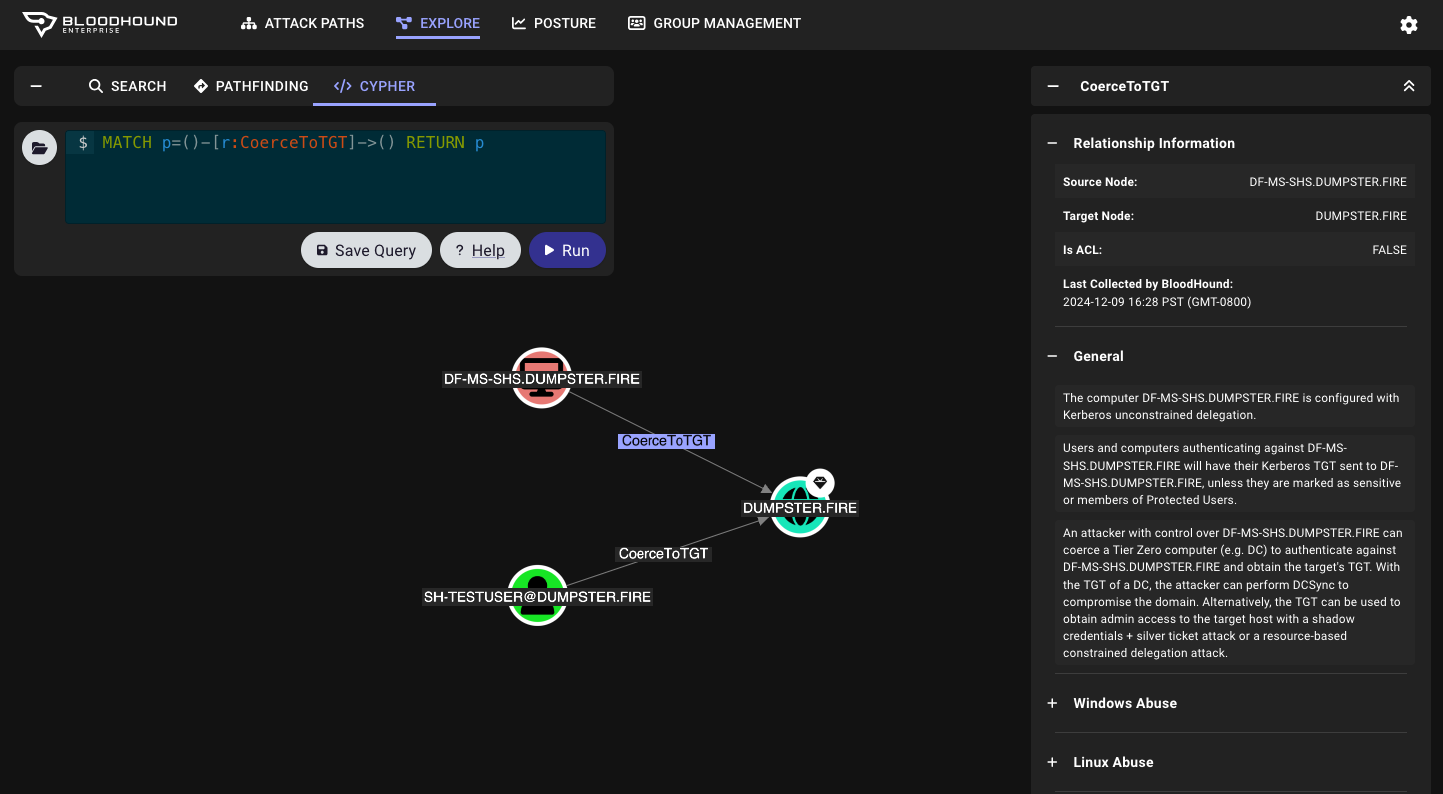 BLOODHOUND
ENTERPRISE
ATTACK PATHS
EXPLORE
POSTURE
GROUP MANAGEMENT
SEARCH
PATHFINDING
</> CYPHER
$ MATCH p=()-[r:CoerceToTGT]->() RETURN p
Save Query
? Help
Run
DF-MS-SHS.DUMPSTER.FIRE
CoerceToTGT
DUMPSTER.FIRE
CoerceToTGT
SH-TESTUSER@DUMPSTER.FIRE
CoerceToTGT
Relationship Information
Source Node: DF-MS-SHS.DUMPSTER.FIRE
Target Node: DUMPSTER.FIRE
Is ACL: FALSE
Last Collected by BloodHound:
2024-12-09 16:28 PST (GMT-0800)
General
The computer DF-MS-SHS.DUMPSTER.FIRE is configured with
Kerberos unconstrained delegation.
Users and computers authenticating against DF-MS-
SHS.DUMPSTER.FIRE will have their Kerberos TGT sent to DF-
MS-SHS.DUMPSTER.FIRE, unless they are marked as sensitive
or members of Protected Users.
An attacker with control over DF-MS-SHS.DUMPSTER.FIRE can
coerce a Tier Zero computer (e.g. DC) to authenticate against
DF-MS-SHS.DUMPSTER.FIRE and obtain the target's TGT. With
the TGT of a DC, the attacker can perform DCSync to
compromise the domain. Alternatively, the TGT can be used to
obtain admin access to the target host with a shadow
credentials + silver ticket attack or a resource-based
constrained delegation attack.
Windows Abuse
Linux Abuse